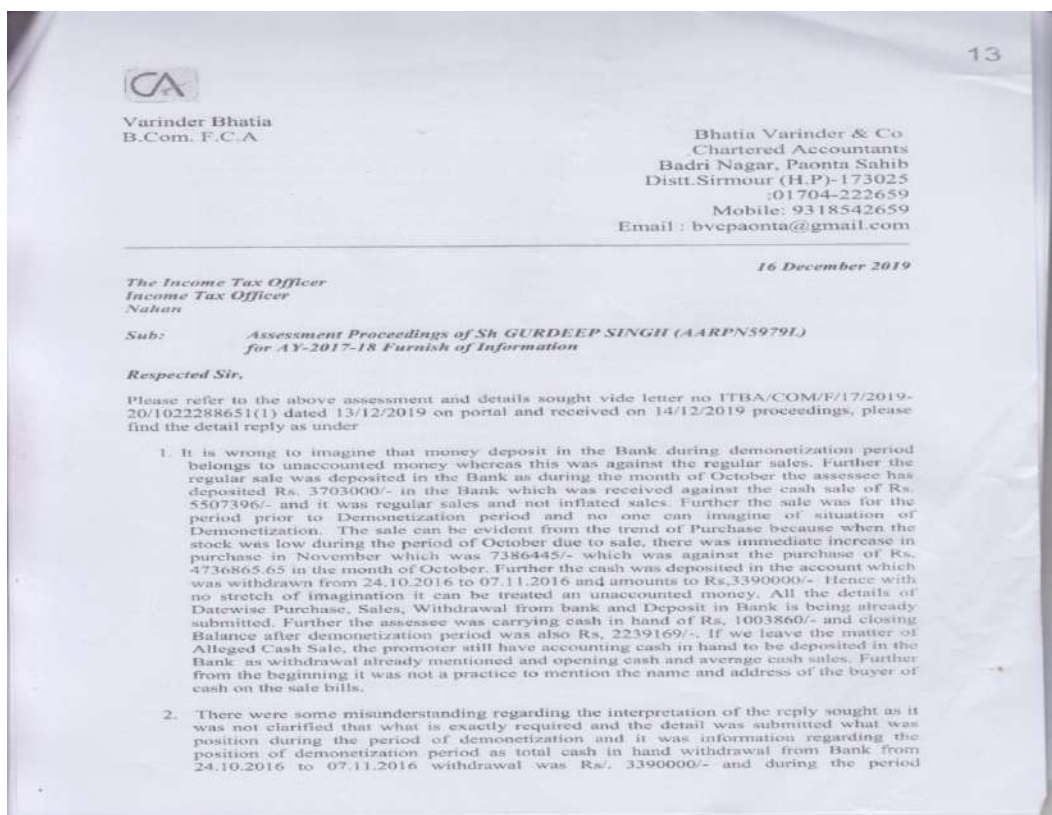 13
CA
Varinder Bhatia
B.Com. F.C.A
Bhatia Varinder & Co
Chartered Accountants
Badri Nagar, Paonta Sahib
Distt.Sirmour (H.P)-173025
:01704-222659
Mobile: 9318542659
Email : bvcpaonta@gmail.com
16 December 2019
The Income Tax Officer
Income Tax Officer
Nahan
Sub: Assessment Proceedings of Sh GURDEEP SINGH (AARPN5979L)
for AY-2017-18 Furnish of Information
Respected Sir,
Please refer to the above assessment and details sought vide letter no ITBA/COM/F/17/2019-
20/1022288651(1) dated 13/12/2019 on portal and received on 14/12/2019 proceedings, please
find the detail reply as under
1. It is wrong to imagine that money deposit in the Bank during demonetization period
belongs to unaccounted money whereas this was against the regular sales. Further the
regular sale was deposited in the Bank as during the month of October the assessee has
deposited Rs. 3703000/- in the Bank which was received against the cash sale of Rs.
5507396/- and it was regular sales and not inflated sales. Further the sale was for the
period prior to Demonetization period and no one can imagine of situation of
Demonetization. The sale can be evident from the trend of Purchase because when the
stock was low during the period of October due to sale, there was immediate increase in
purchase in November which was 7386445/- which was against the purchase of Rs.
4736865.65 in the month of October. Further the cash was deposited in the account which
was withdrawn from 24.10.2016 to 07.11.2016 and amounts to Rs,3390000/- Hence with
no stretch of imagination it can be treated an unaccounted money. All the details of
Datewise Purchase, Sales, Withdrawal from bank and Deposit in Bank is being already
submitted. Further the assessee was carrying cash in hand of Rs, 1003860/- and closing
Balance after demonetization period was also Rs, 2239169/-. If we leave the matter of
Alleged Cash Sale, the promoter still have accounting cash in hand to be deposited in the
Bank as withdrawal already mentioned and opening cash and average cash sales. Further
from the beginning it was not a practice to mention the name and address of the buyer of
cash on the sale bills.
2. There were some misunderstanding regarding the interpretation of the reply sought as it
was not clarified that what is exactly required and the detail was submitted what was
position during the period of demonetization and it was information regarding the
position of demonetization period as total cash in hand withdrawal from Bank from
24.10.2016 to 07.11.2016 withdrawal was Rs/. 3390000/- and during the period